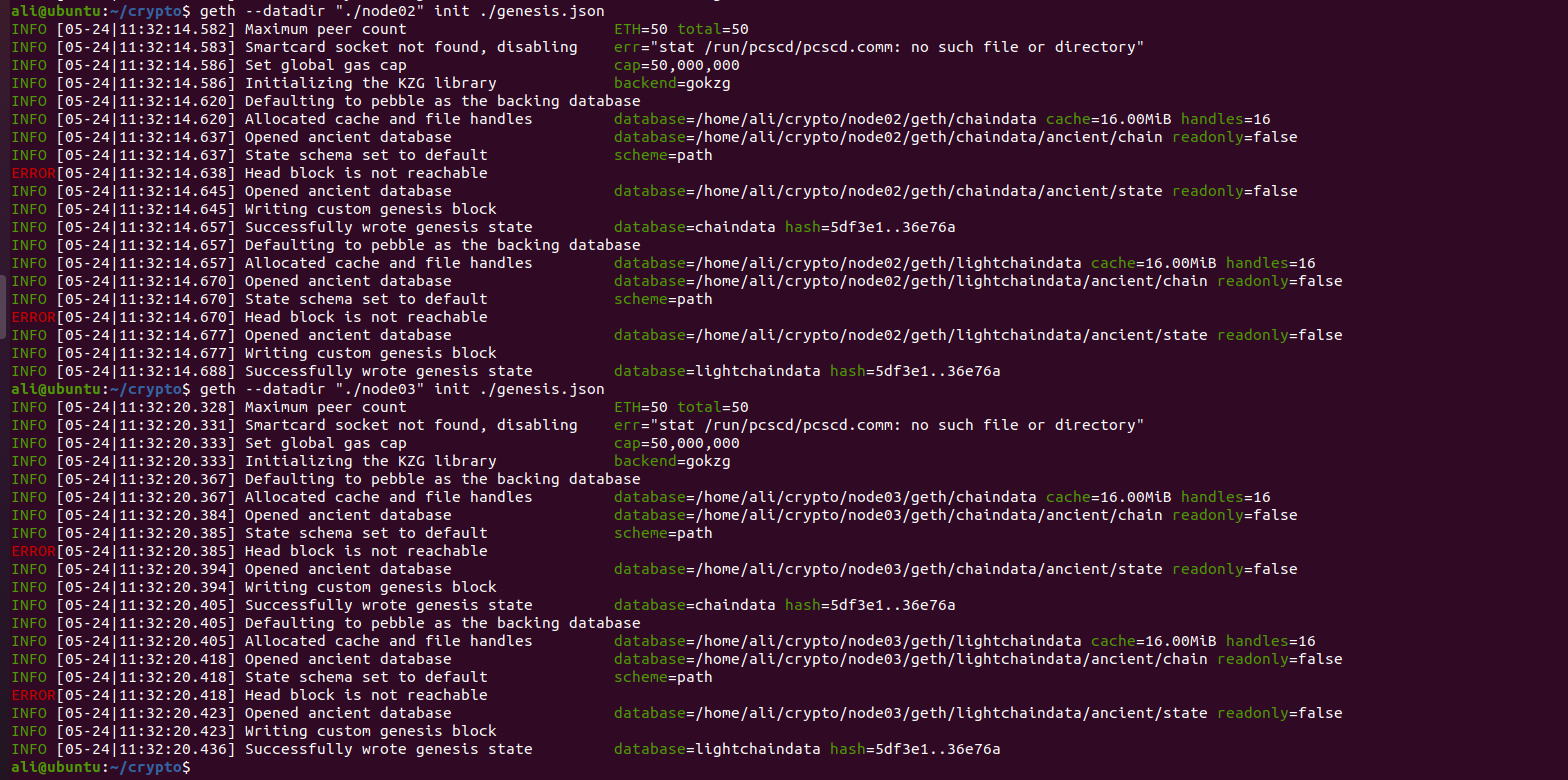 ali@ubuntu:~/crypto$ geth --datadir "./node02" init ./genesis.json
INFO [05-24|11:32:14.582] Maximum peer count                       ETH=50 total=50
INFO [05-24|11:32:14.583] Smartcard socket not found, disabling    err="stat /run/pcscd/pcscd.comm: no such file or directory"
INFO [05-24|11:32:14.586] Set global gas cap                       cap=50,000,000
INFO [05-24|11:32:14.586] Initializing the KZG library             backend=gokzg
INFO [05-24|11:32:14.620] Defaulting to pebble as the backing database
INFO [05-24|11:32:14.620] Allocated cache and file handles         database=/home/ali/crypto/node02/geth/chaindata cache=16.00MiB handles=16
INFO [05-24|11:32:14.637] Opened ancient database                  database=/home/ali/crypto/node02/geth/chaindata/ancient/chain readonly=false
INFO [05-24|11:32:14.637] State schema set to default              scheme=path
ERROR[05-24|11:32:14.638] Head block is not reachable
INFO [05-24|11:32:14.645] Opened ancient database                  database=/home/ali/crypto/node02/geth/chaindata/ancient/state readonly=false
INFO [05-24|11:32:14.645] Writing custom genesis block
INFO [05-24|11:32:14.657] Successfully wrote genesis state         database=chaindata hash=5df3e1..36e76a
INFO [05-24|11:32:14.657] Defaulting to pebble as the backing database
INFO [05-24|11:32:14.657] Allocated cache and file handles         database=/home/ali/crypto/node02/geth/lightchaindata cache=16.00MiB handles=16
INFO [05-24|11:32:14.670] Opened ancient database                  database=/home/ali/crypto/node02/geth/lightchaindata/ancient/chain readonly=false
INFO [05-24|11:32:14.670] State schema set to default              scheme=path
ERROR[05-24|11:32:14.670] Head block is not reachable
INFO [05-24|11:32:14.677] Opened ancient database                  database=/home/ali/crypto/node02/geth/lightchaindata/ancient/state readonly=false
INFO [05-24|11:32:14.677] Writing custom genesis block
INFO [05-24|11:32:14.688] Successfully wrote genesis state         database=lightchaindata hash=5df3e1..36e76a
ali@ubuntu:~/crypto$ geth --datadir "./node03" init ./genesis.json
INFO [05-24|11:32:20.328] Maximum peer count                       ETH=50 total=50
INFO [05-24|11:32:20.331] Smartcard socket not found, disabling    err="stat /run/pcscd/pcscd.comm: no such file or directory"
INFO [05-24|11:32:20.333] Set global gas cap                       cap=50,000,000
INFO [05-24|11:32:20.333] Initializing the KZG library             backend=gokzg
INFO [05-24|11:32:20.367] Defaulting to pebble as the backing database
INFO [05-24|11:32:20.367] Allocated cache and file handles         database=/home/ali/crypto/node03/geth/chaindata cache=16.00MiB handles=16
INFO [05-24|11:32:20.384] Opened ancient database                  database=/home/ali/crypto/node03/geth/chaindata/ancient/chain readonly=false
INFO [05-24|11:32:20.385] State schema set to default              scheme=path
ERROR[05-24|11:32:20.385] Head block is not reachable
INFO [05-24|11:32:20.394] Opened ancient database                  database=/home/ali/crypto/node03/geth/chaindata/ancient/state readonly=false
INFO [05-24|11:32:20.394] Writing custom genesis block
INFO [05-24|11:32:20.405] Successfully wrote genesis state         database=chaindata hash=5df3e1..36e76a
INFO [05-24|11:32:20.405] Defaulting to pebble as the backing database
INFO [05-24|11:32:20.405] Allocated cache and file handles         database=/home/ali/crypto/node03/geth/lightchaindata cache=16.00MiB handles=16
INFO [05-24|11:32:20.418] Opened ancient database                  database=/home/ali/crypto/node03/geth/lightchaindata/ancient/chain readonly=false
INFO [05-24|11:32:20.418] State schema set to default              scheme=path
ERROR[05-24|11:32:20.418] Head block is not reachable
INFO [05-24|11:32:20.423] Opened ancient database                  database=/home/ali/crypto/node03/geth/lightchaindata/ancient/state readonly=false
INFO [05-24|11:32:20.423] Writing custom genesis block
INFO [05-24|11:32:20.436] Successfully wrote genesis state         database=lightchaindata hash=5df3e1..36e76a
ali@ubuntu:~/crypto$